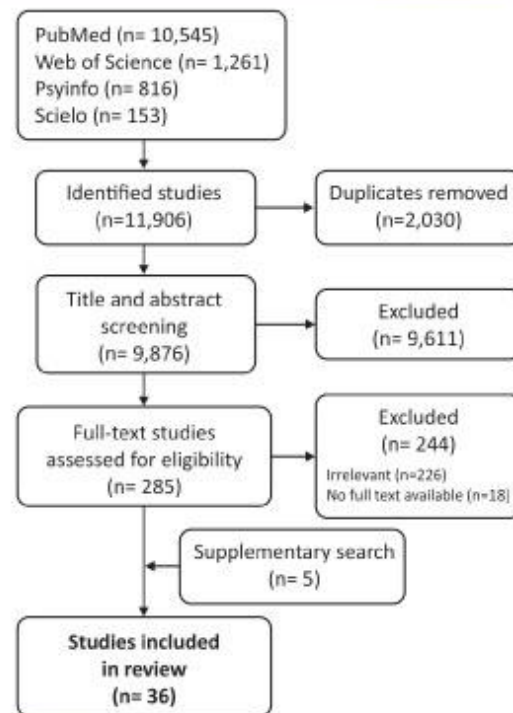 PubMed (n= 10,545)
Web of Science (n= 1,261)
Psyinfo (n= 816)
Scielo (n= 153)
Identified studies
(n=11,906)
Duplicates removed
(n=2,030)
Title and abstract
screening
(n= 9,876)
Excluded
(n= 9,611)
Full-text studies
assessed for eligibility
(n= 285)
Excluded
(n= 244)
Irrelevant (n=226)
No full text available (n=18)
Supplementary search
(n= 5)
Studies included
in review
(n= 36)